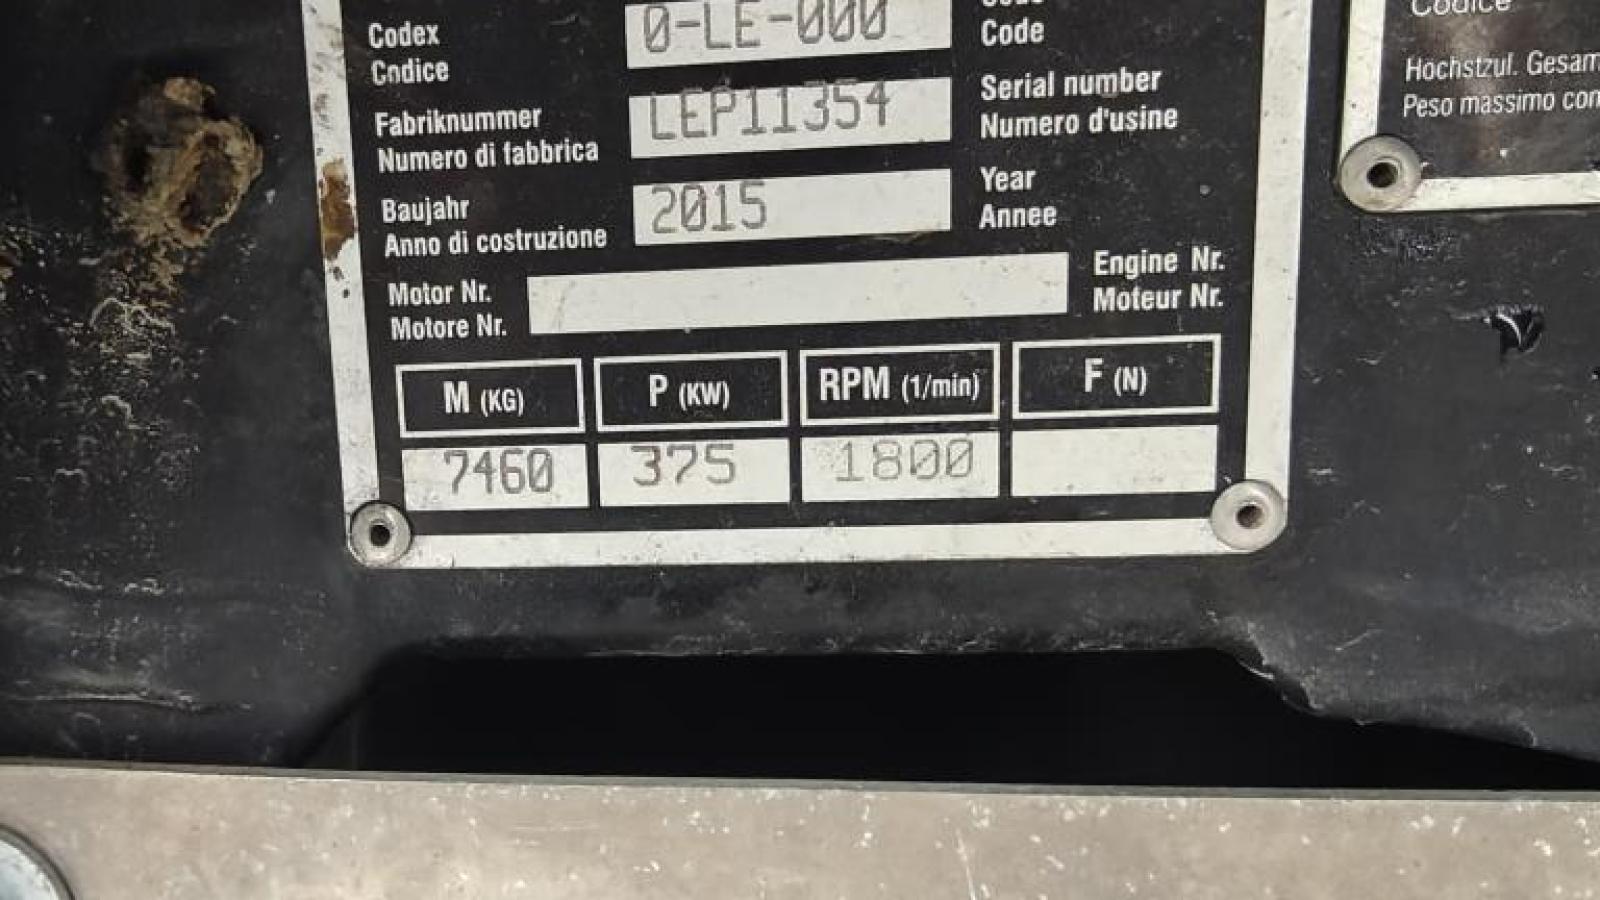 Codex
Codice
0-LE-000
Code
Fabriknummer
Numero di fabbrica
LEP11354
Serial number
Numero d'usine
Baujahr
Anno di costruzione
2015
Year
Annee
Motor Nr.
Motore Nr.
Engine Nr.
Moteur Nr.
M (KG)
P (KW)
RPM (1/min)
F (N)
7460
375
1800
Codice
Höchstzul. Gesam
Peso massimo con